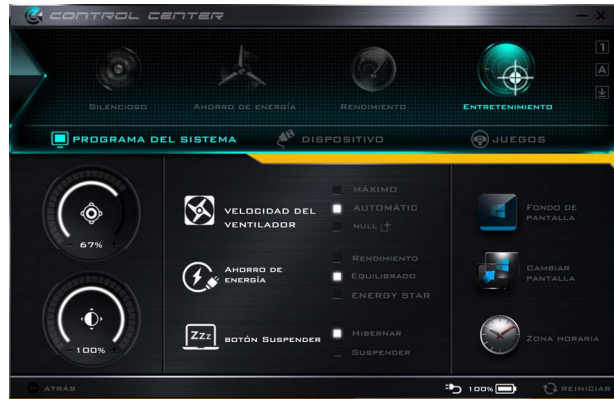 CONTROL CENTER
1
A
SILENCIOSO
AHORRO DE ENERGÍA
RENDIMIENTO
ENTRETENIMIENTO
PROGRAMA DEL SISTEMA
DISPOSITIVO
JUEGOS
67%
100%
VELOCIDAD DEL
VENTILADOR
MÁXIMO
AUTOMÁTIC
NULL
AHORRO DE
ENERGÍA
RENDIMIENTO
EQUILIBRADO
ENERGY STAR
Zzz
BOTÓN SUSPENDER
HIBERNAR
SUSPENDER
FONDO DE
PANTALLA
CAMBIAR
PANTALLA
ZONA HORARIA
ATRÁS
100%
REINICIAR